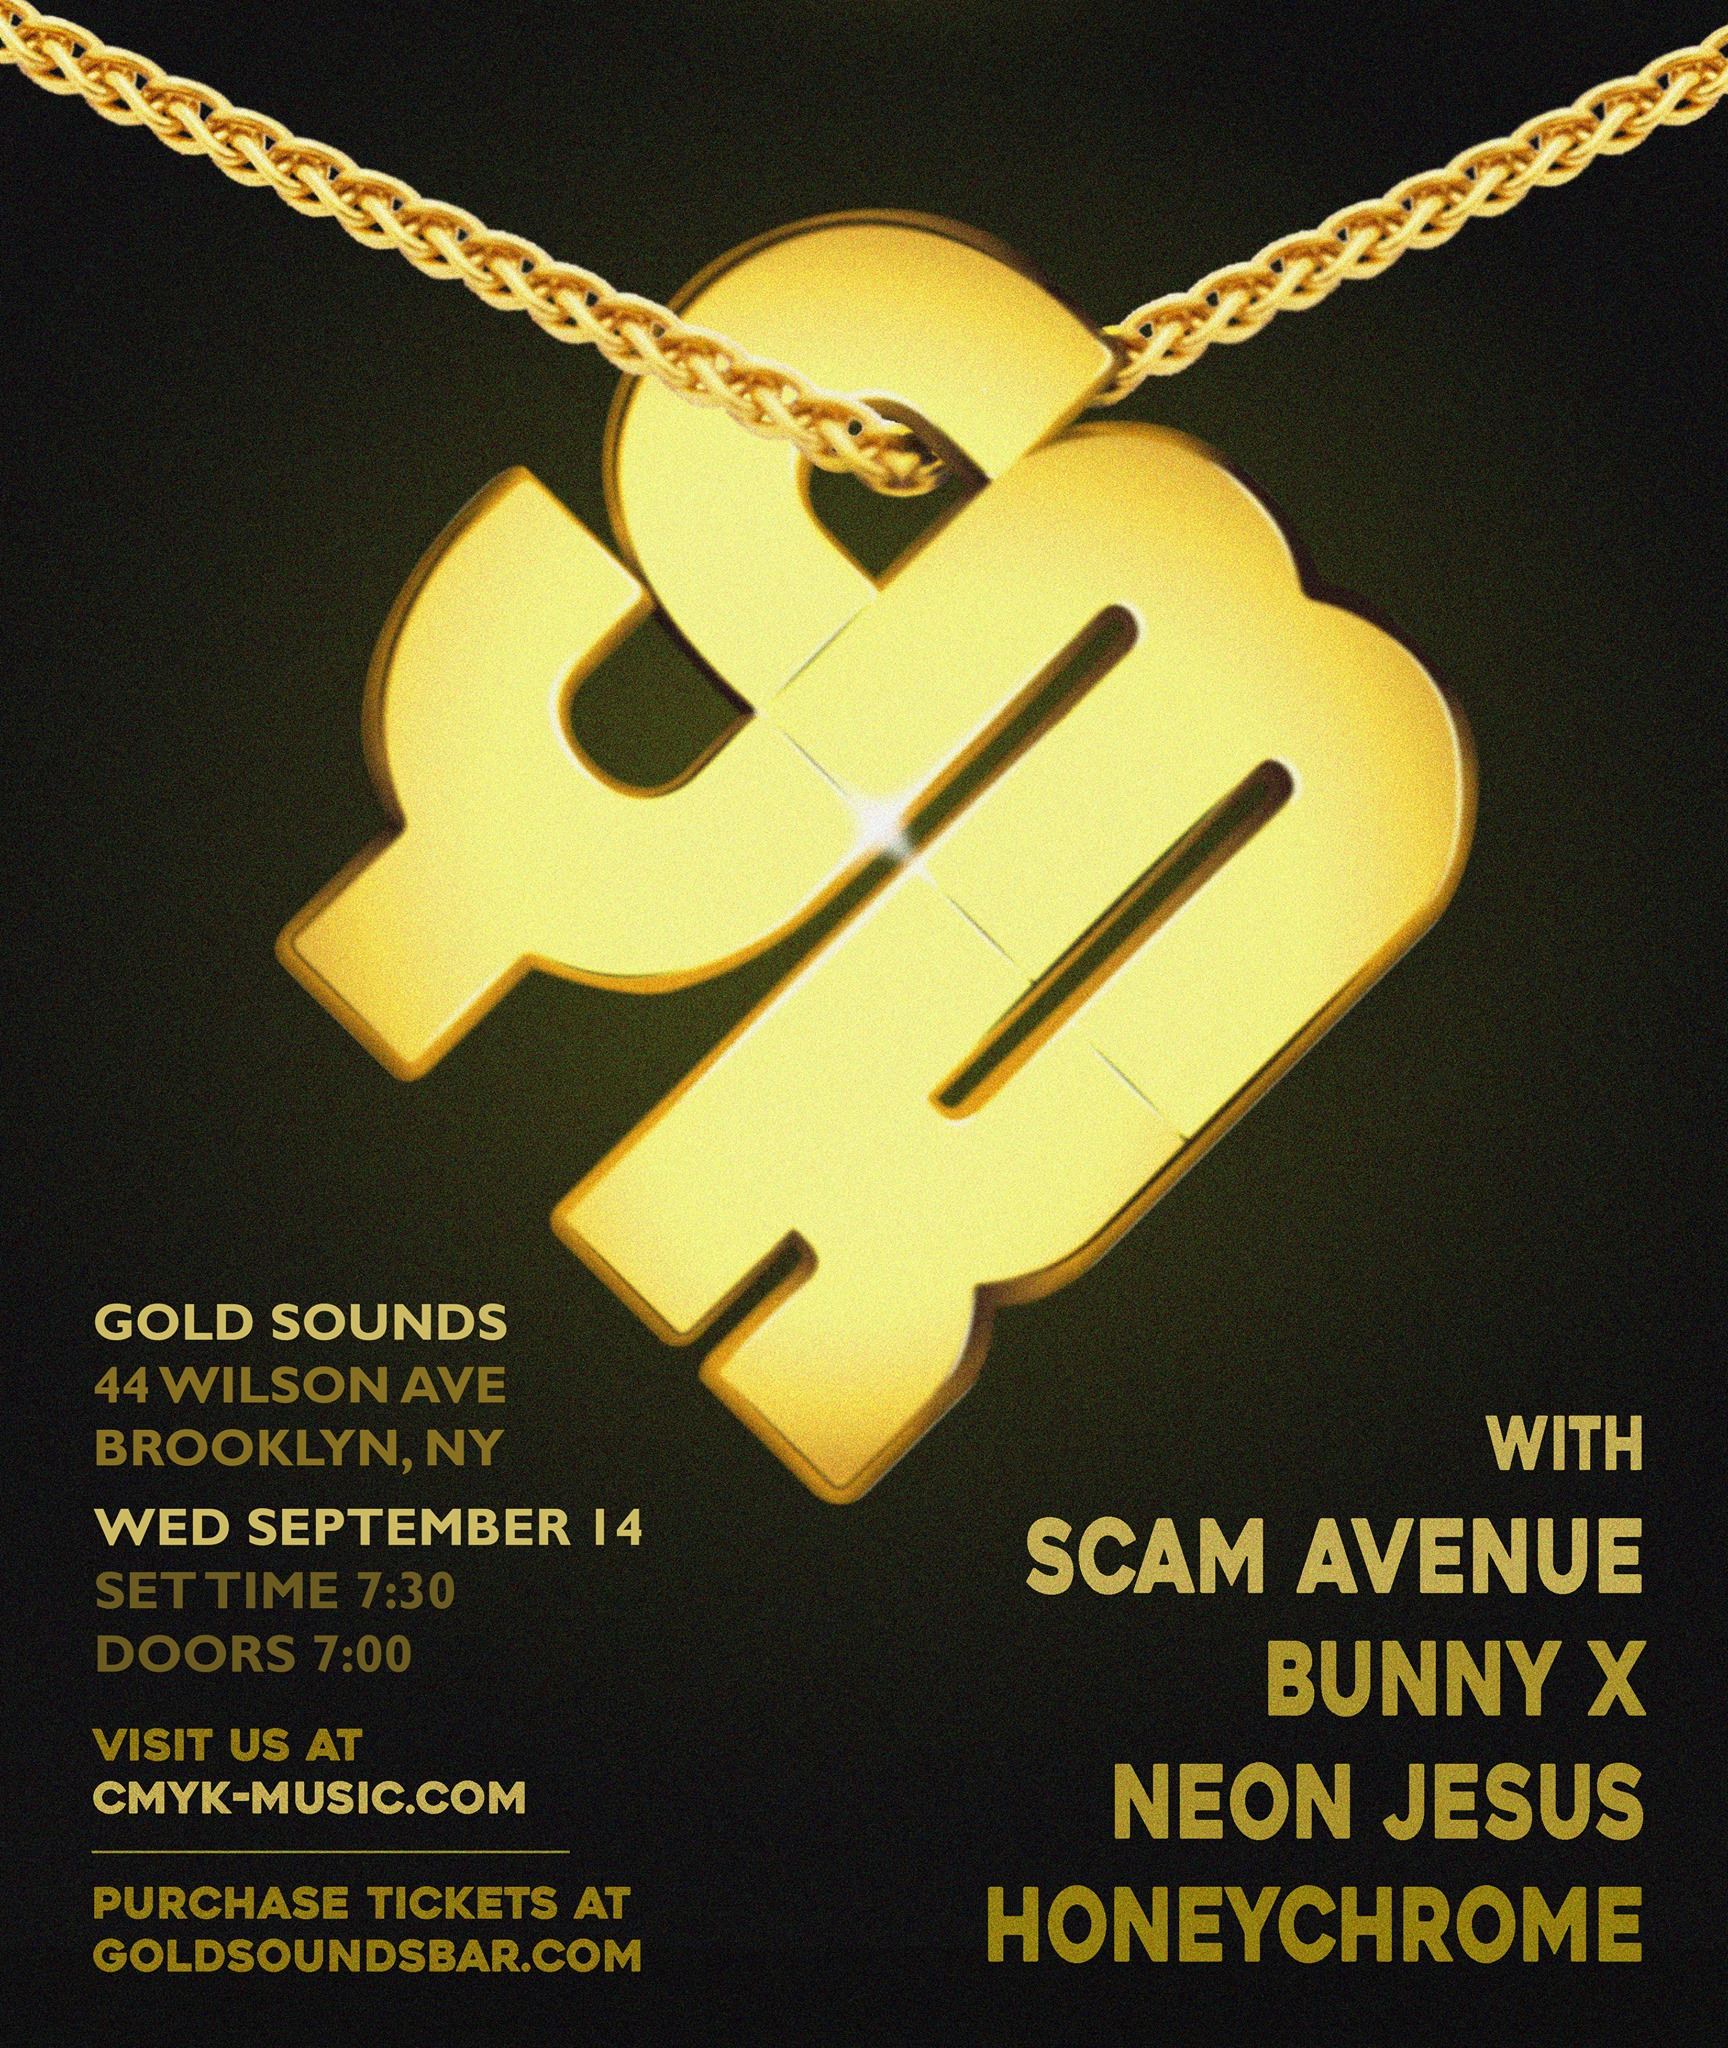 GOLD SOUNDS
44 WILSON AVE
BROOKLYN, NY
WED SEPTEMBER 14
SET TIME 7:30
DOORS 7:00
VISIT US AT
CMYK-MUSIC.COM
PURCHASE TICKETS AT
GOLDSOUNDSBAR.COM
WITH
SCAM AVENUE
BUNNY X
NEON JESUS
HONEYCHROME